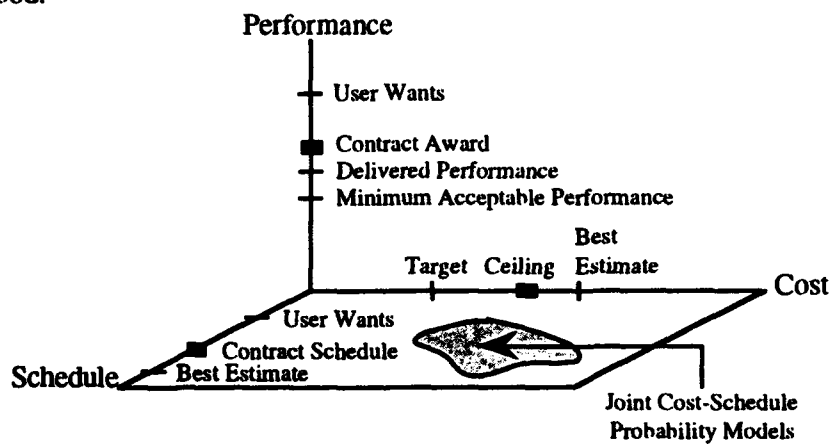 Performance
User Wants
Contract Award
Delivered Performance
Minimum Acceptable Performance
Best
Target Ceiling Estimate
Cost
User Wants
Contract Schedule
Schedule Best Estimate
Joint Cost-Schedule
Probability Models